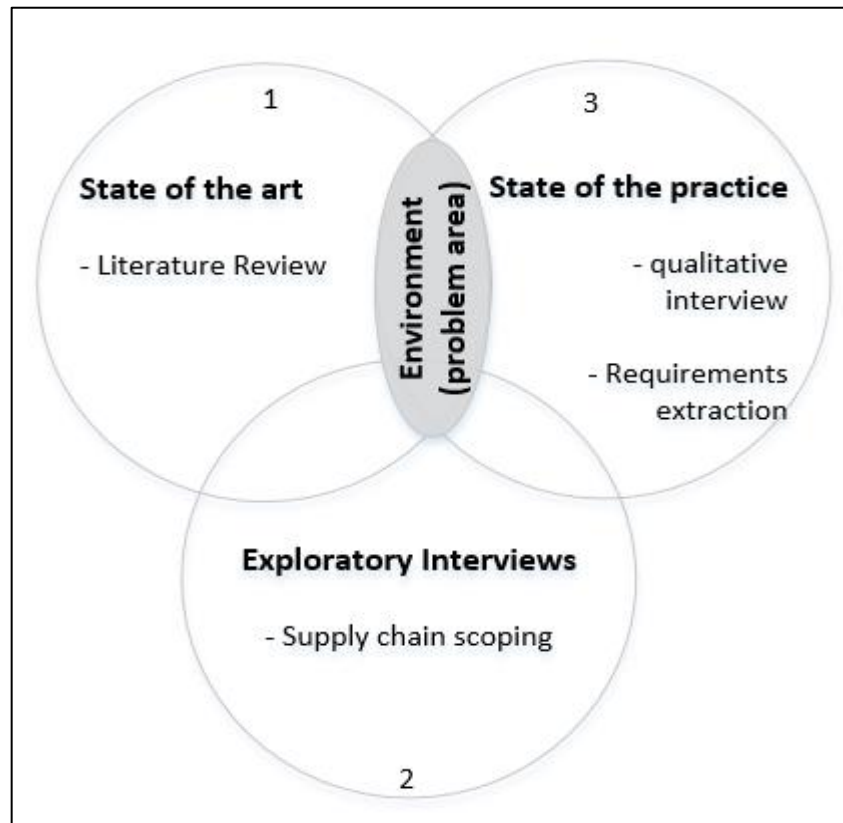 1
State of the art
- Literature Review
Environment
(problem area)
3
State of the practice
- qualitative
interview
- Requirements
extraction
Exploratory Interviews
- Supply chain scoping
2